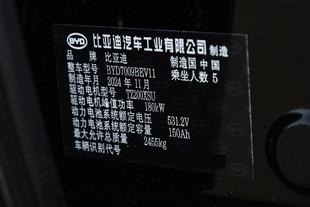 BYD 比亚迪汽车工业有限公司 制造
品 牌 比亚迪 制造国 中国
整车型号 BYD7009BEV11 乘坐人数 5
制造年月 2024 年 11 月
驱动电机型号 TZ200XSU
驱动电机峰值功率 180kW
动力电池系统额定电压 531.2V
动力电池系统额定容量 150Ah
最大允许总质量 2455kg
车辆识别代号